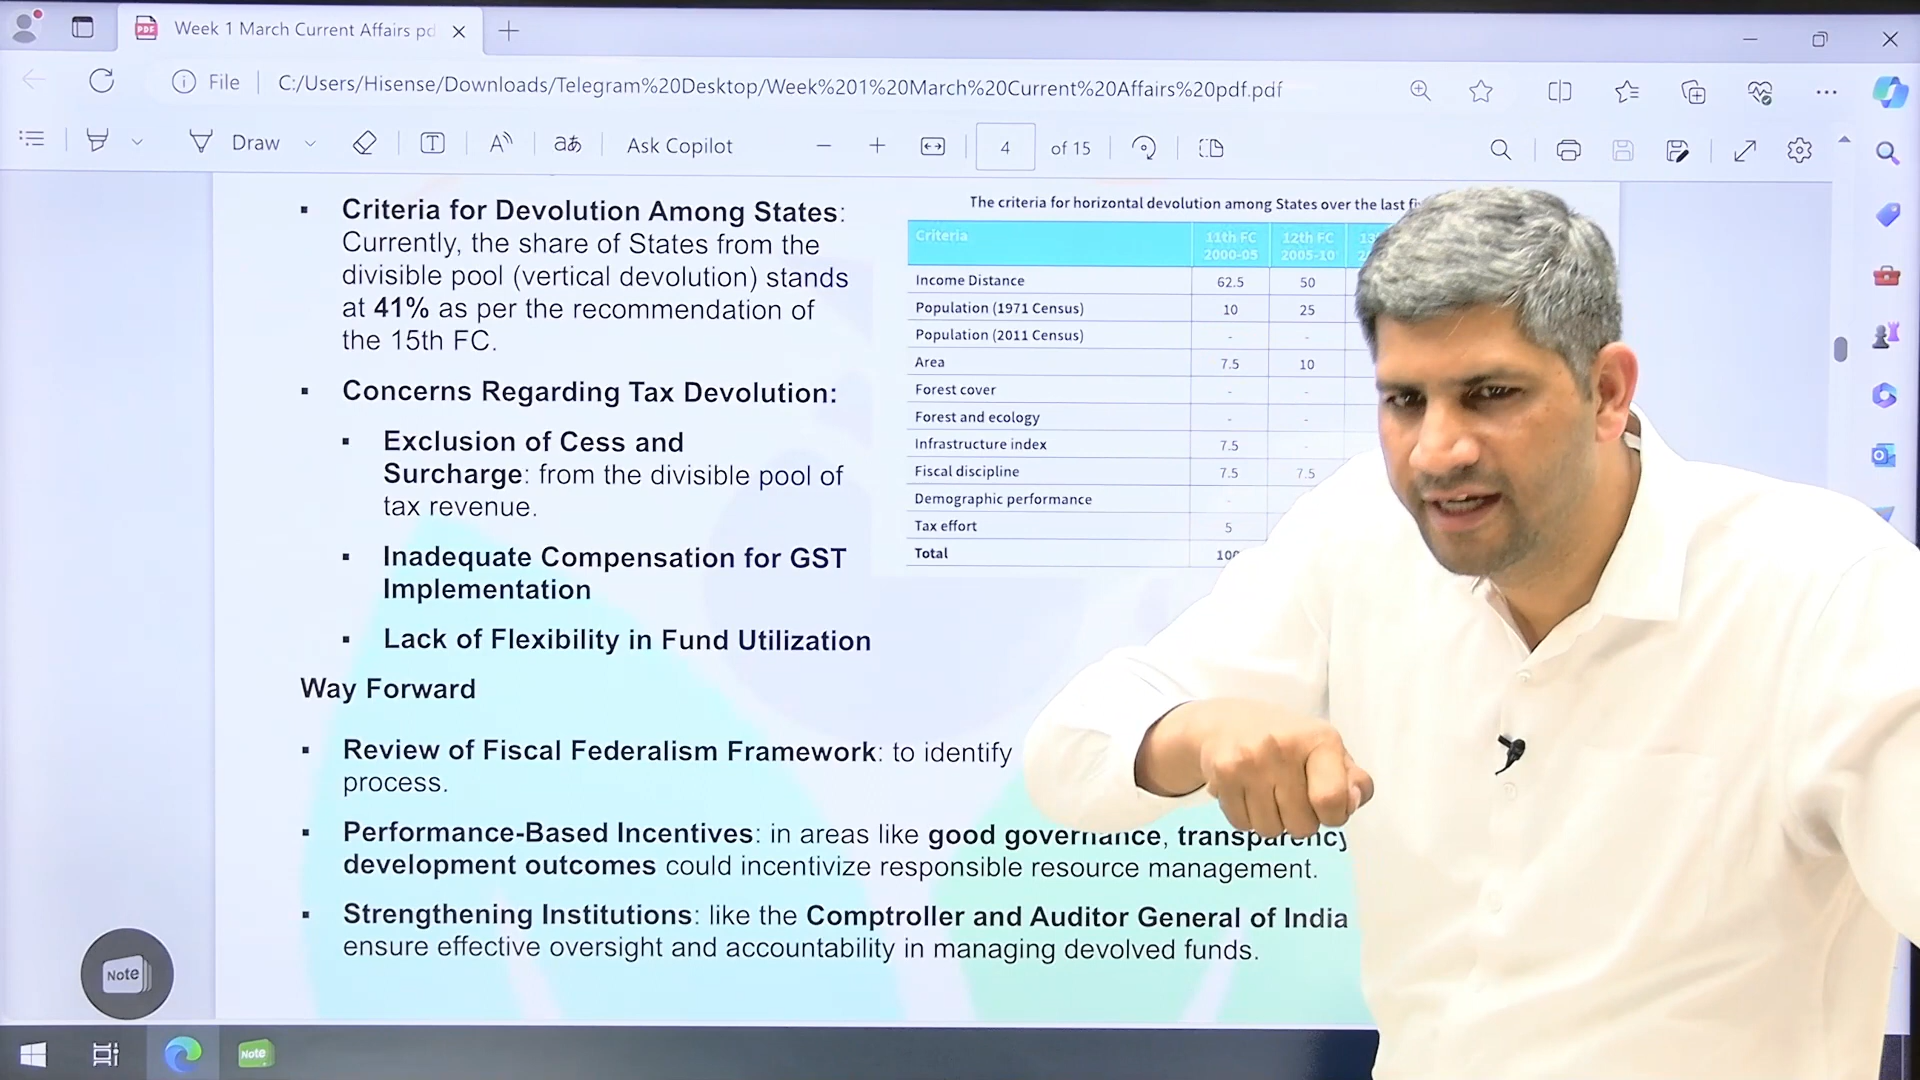 Week 1 March Current Affairs pd
File
C:/Users/Hisense/Downloads/Telegram%20Desktop/Week%201%20March%20Current%20Affairs%20pdf.pdf
Draw
Ask Copilot
4 of 15
▪ Criteria for Devolution Among States:
Currently, the share of States from the
divisible pool (vertical devolution) stands
at 41% as per the recommendation of
the 15th FC.
▪ Concerns Regarding Tax Devolution:
▪ Exclusion of Cess and
Surcharge: from the divisible pool of
tax revenue.
▪ Inadequate Compensation for GST
Implementation
▪ Lack of Flexibility in Fund Utilization
The criteria for horizontal devolution among States over the last
Criteria 11th FC 2000-05 12th FC 2005-10
Income Distance 62.5 50
Population (1971 Census) 10 25
Population (2011 Census) - -
Area 7.5 10
Forest cover - -
Forest and ecology - -
Infrastructure index 7.5 -
Fiscal discipline 7.5 7.5
Demographic performance -
Tax effort 5
Total 100
Way Forward
▪ Review of Fiscal Federalism Framework: to identify
process.
▪ Performance-Based Incentives: in areas like good governance, transparency
development outcomes could incentivize responsible resource management.
▪ Strengthening Institutions: like the Comptroller and Auditor General of India
ensure effective oversight and accountability in managing devolved funds.
Note
Note